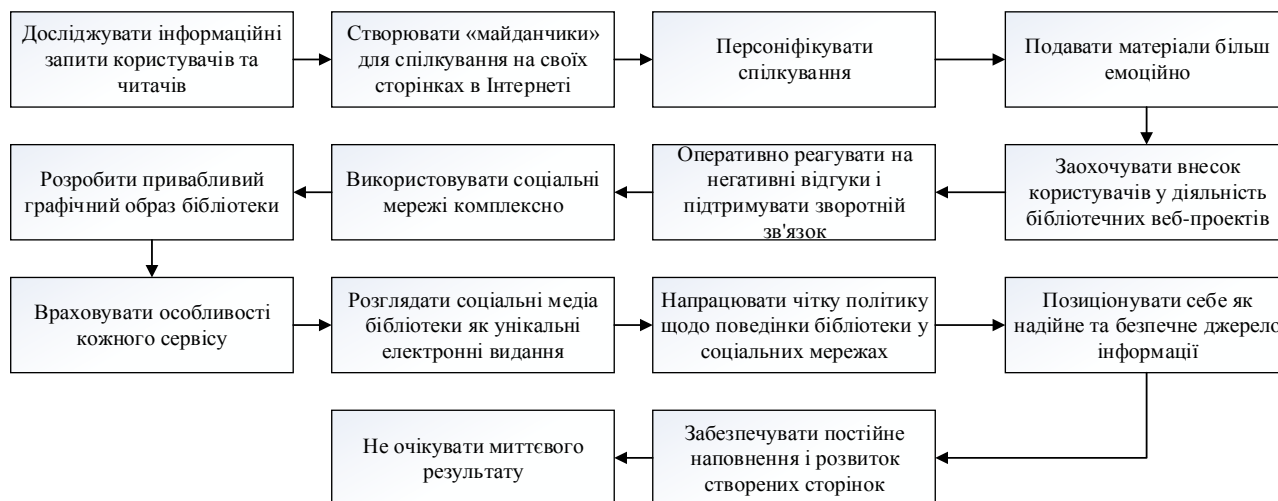 Досліджувати інформаційні
запити користувачів та
читачів
Створювати «майданчики»
для спілкування на своїх
сторінках в Інтернеті
Персоніфікувати
спілкування
Подавати матеріали більш
емоційно
Заохочувати внесок
користувачів у діяльність
бібліотечних веб-проектів
Оперативно реагувати на
негативні відгуки і
підтримувати зворотній
зв'язок
Використовувати соціальні
мережі комплексно
Розробити привабливий
графічний образ бібліотеки
Враховувати особливості
кожного сервісу
Розглядати соціальні медіа
бібліотеки як унікальні
електронні видання
Напрацювати чітку політику
щодо поведінки бібліотеки у
соціальних мережах
Позиціонувати себе як
надійне та безпечне джерело
інформації
Забезпечувати постійне
наповнення і розвиток
створених сторінок
Не очікувати миттєвого
результату